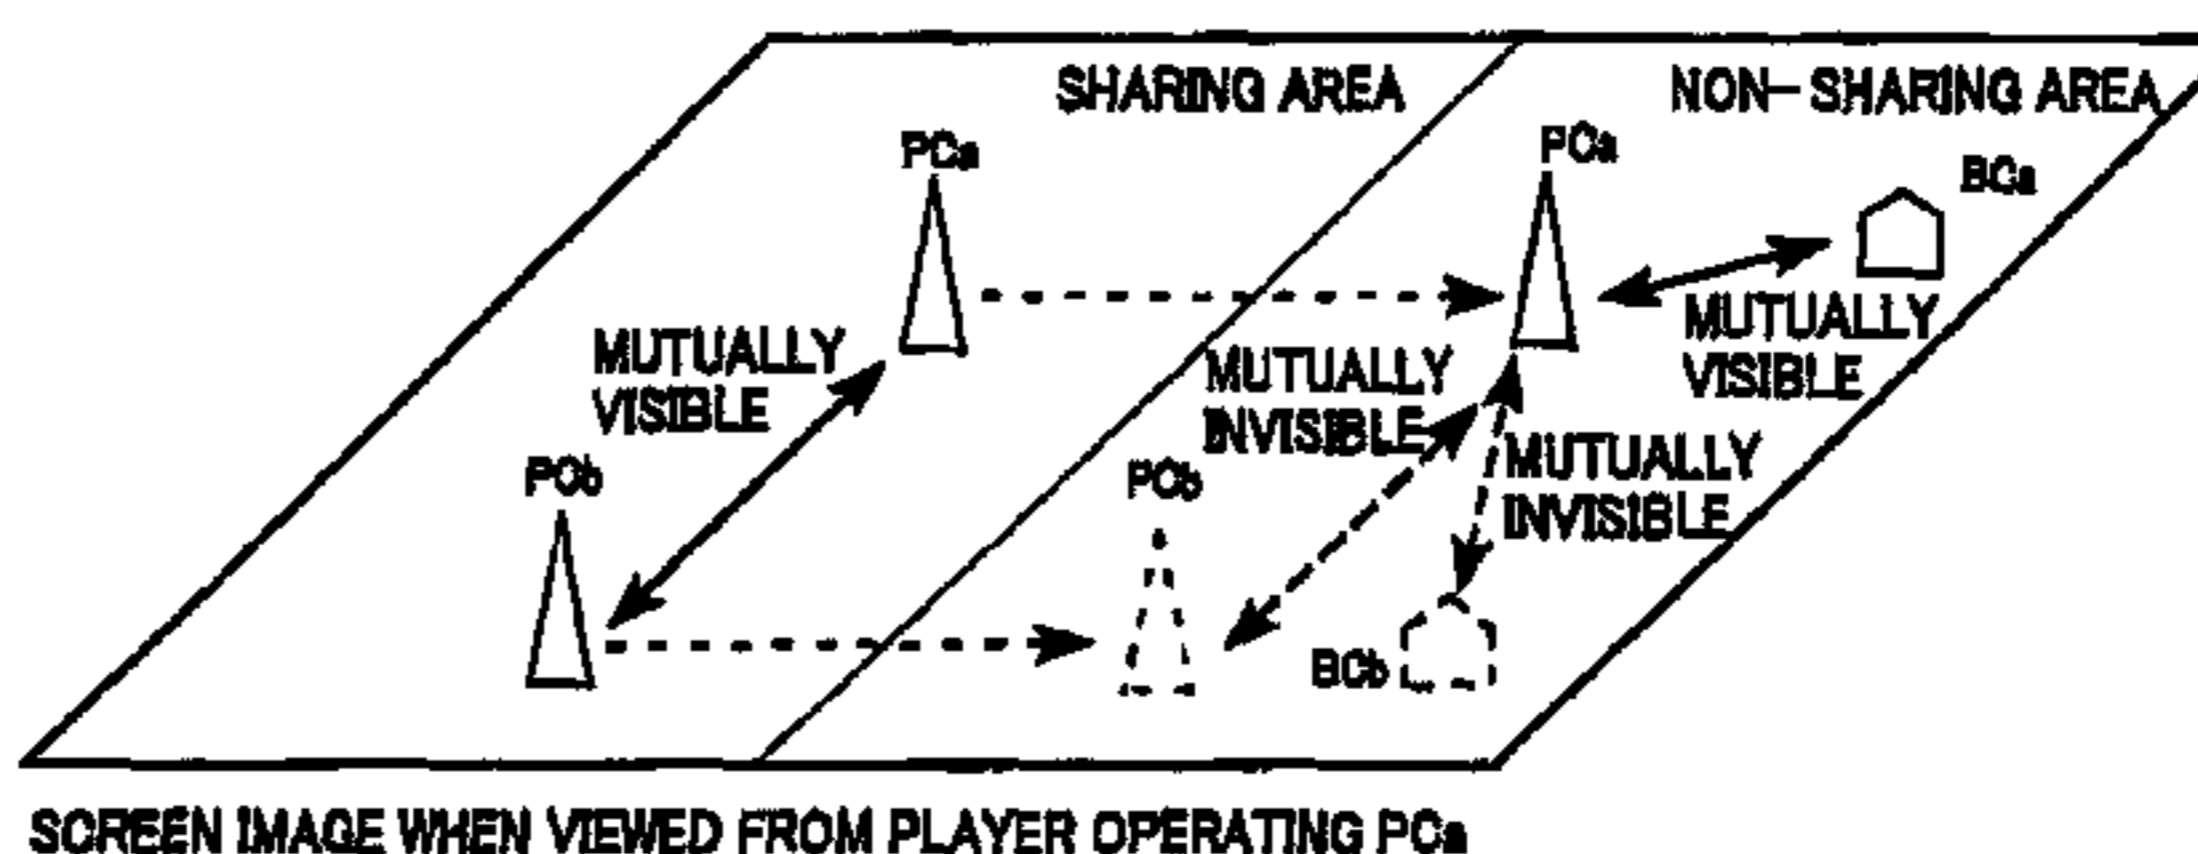 SHARING AREA
NON-SHARING AREA
PCa
PCa
BCa
MUTUALLY
VISIBLE
MUTUALLY
INVISIBLE
MUTUALLY
VISIBLE
PCb
PCb
MUTUALLY
INVISIBLE
BCb
SCREEN IMAGE WHEN VIEWED FROM PLAYER OPERATING PCa